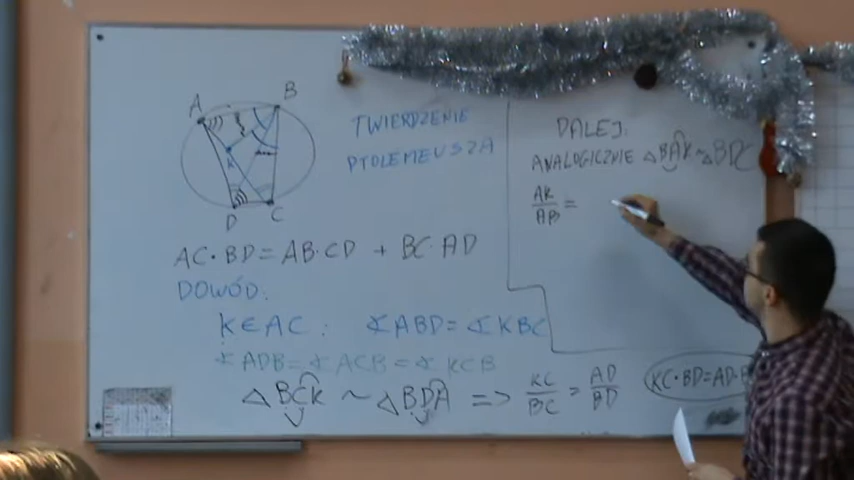 A
B
K
D
C
TWIERDZENIE
PTOLEMEUSZA
AC·BD=AB·CD + BC·AD
DOWÓD:
K∈AC: ∢ABD=∢KBC
∢ADB=∢ACB=∢KCB
△BCK ~ △BDA => KC/BC = AD/BD
KC·BD=AD·B
DALEJ:
ANALOGICZNIE △BAK~△BDC
AK/AB =